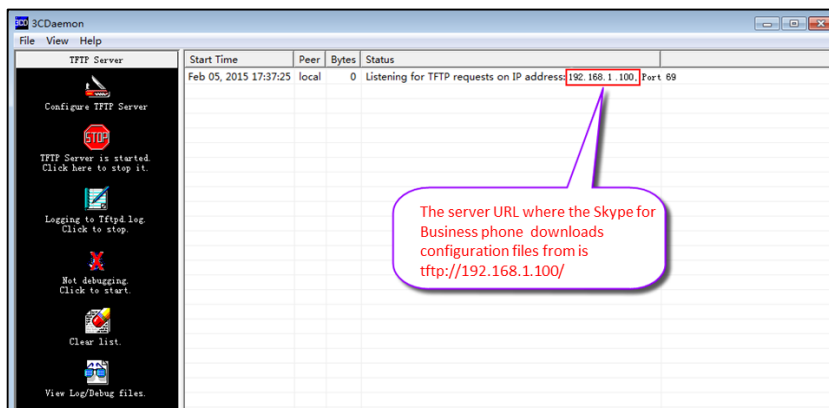 3CD 3CDaemon
File View Help
TFTP Server
Start Time Peer Bytes Status
Feb 05, 2015 17:37:25 local 0 Listening for TFTP requests on IP address: 192.168.1.100, Port 69
Configure TFTP Server
STOP
TFTP Server is started.
Click here to stop it.
Logging to Tftpd.log.
Click to stop.
Not debugging.
Click to start.
Clear list.
View Log/Debug files.
The server URL where the Skype for
Business phone downloads
configuration files from is
tftp://192.168.1.100/